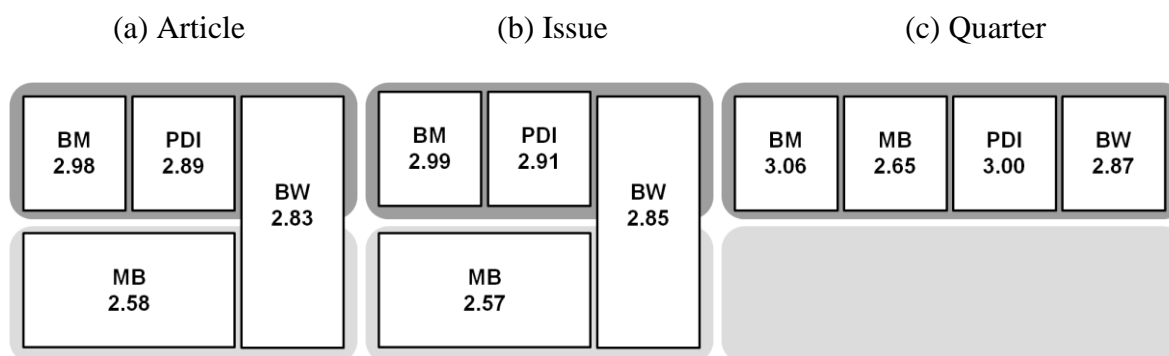 (a) Article
(b) Issue
(c) Quarter
BM
2.98
PDI
2.89
BW
2.83
MB
2.58
BM
2.99
PDI
2.91
BW
2.85
MB
2.57
BM
3.06
MB
2.65
PDI
3.00
BW
2.87